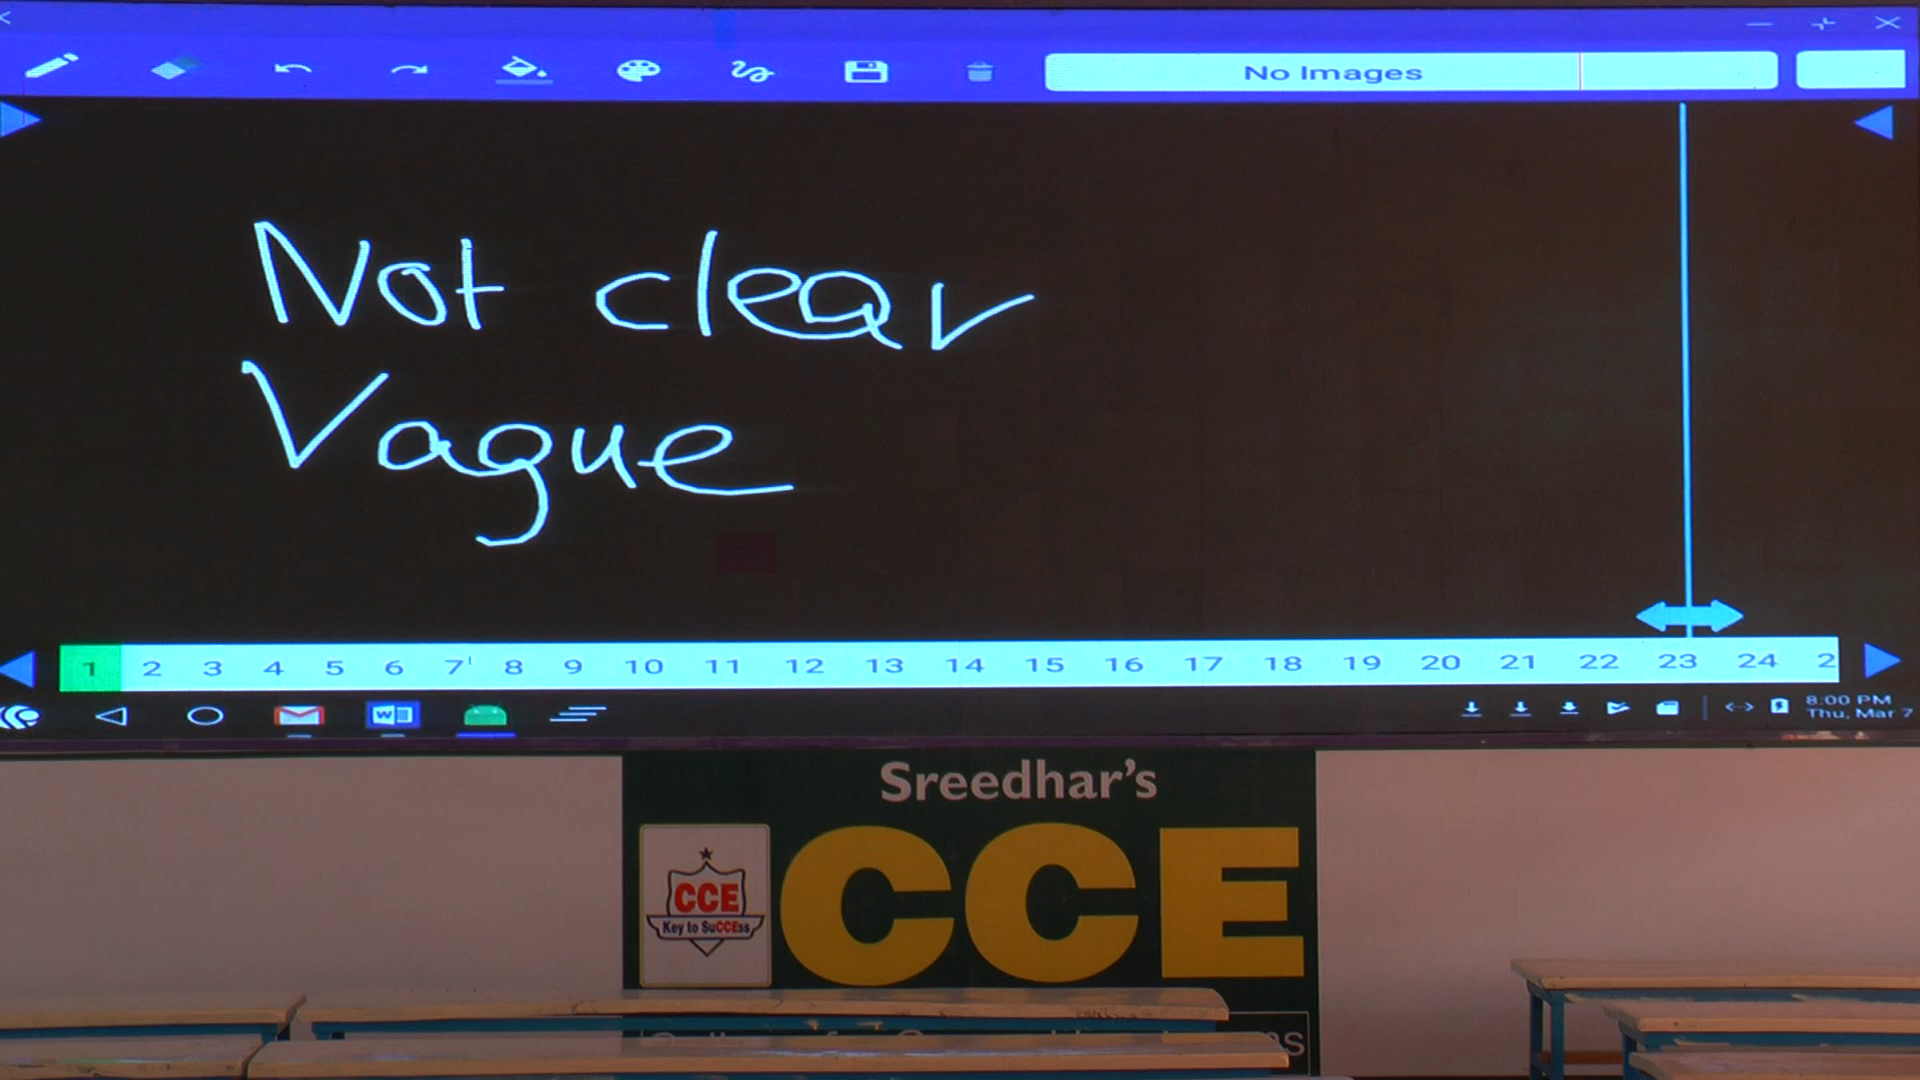 No Images
Not clear
Vague
1 2 3 4 5 6 7 8 9 10 11 12 13 14 15 16 17 18 19 20 21 22 23 24 2
8:00 PM
Thu, Mar 7
Sreedhar's
CCE
CCE
Key to SuCCEss